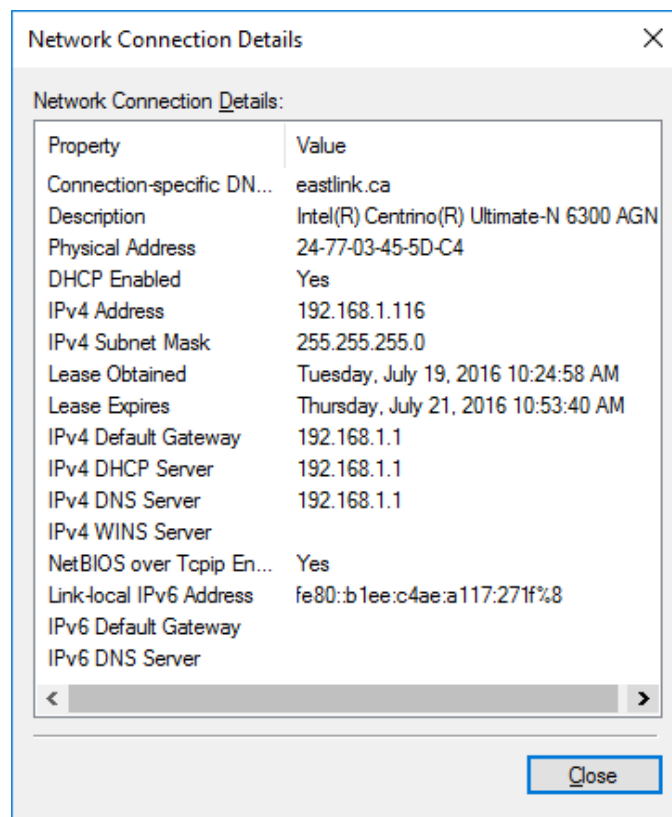 Network Connection Details
Network Connection Details:
Property Value
Connection-specific DN... eastlink.ca
Description Intel(R) Centrino(R) Ultimate-N 6300 AGN
Physical Address 24-77-03-45-5D-C4
DHCP Enabled Yes
IPv4 Address 192.168.1.116
IPv4 Subnet Mask 255.255.255.0
Lease Obtained Tuesday, July 19, 2016 10:24:58 AM
Lease Expires Thursday, July 21, 2016 10:53:40 AM
IPv4 Default Gateway 192.168.1.1
IPv4 DHCP Server 192.168.1.1
IPv4 DNS Server 192.168.1.1
IPv4 WINS Server
NetBIOS over Tcpip En... Yes
Link-local IPv6 Address fe80::b1ee:c4ae:a117:271f%8
IPv6 Default Gateway
IPv6 DNS Server
Close